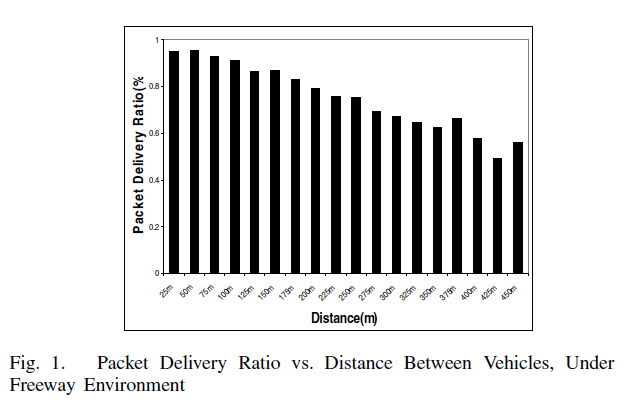 1
0.8
0.6
0.4
0.2
0
Packet Delivery Ratio(%
25m 50m 75m 100m 125m 150m 175m 200m 225m 250m 275m 300m 325m 350m 375m 400m 425m 450m
Distance(m)
Fig. 1. Packet Delivery Ratio vs. Distance Between Vehicles, Under
Freeway Environment